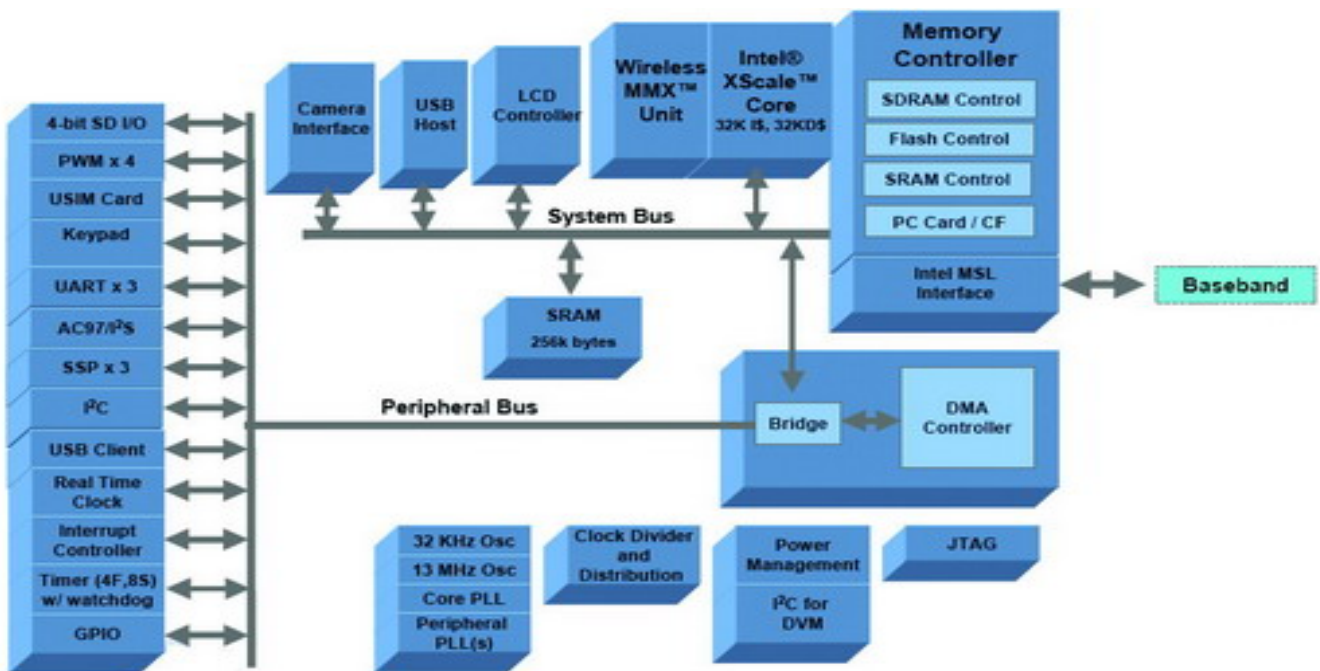 Memory
Controller
SDRAM Control
Flash Control
SRAM Control
PC Card / CF
Intel MSL
Interface
Baseband
Intel®
XScale™
Core
32K I$, 32KD$
Wireless
MMX™
Unit
LCD
Controller
USB
Host
Camera
Interface
System Bus
SRAM
256k bytes
4-bit SD I/O
PWM x 4
USIM Card
Keypad
UART x 3
AC97/I²S
SSP x 3
I²C
USB Client
Real Time
Clock
Interrupt
Controller
Timer (4F,8S)
w/ watchdog
GPIO
Peripheral Bus
Bridge
DMA
Controller
32 KHz Osc
13 MHz Osc
Core PLL
Peripheral
PLL(s)
Clock Divider
and
Distribution
Power
Management
I²C for
DVM
JTAG